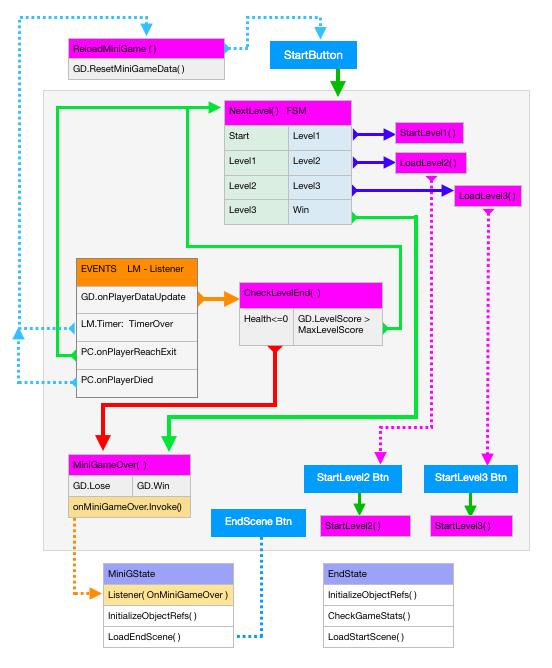 ReloadMiniGame ( )
GD.ResetMiniGameData( )
StartButton
NextLevel( ) FSM
Start Level1
Level1 Level2
Level2 Level3
Level3 Win
StartLevel1( )
LoadLevel2( )
LoadLevel3( )
EVENTS LM - Listener
GD.onPlayerDataUpdate
LM.Timer: TimerOver
PC.onPlayerReachExit
PC.onPlayerDied
CheckLevelEnd( )
Health<=0
GD.LevelScore >
MaxLevelScore
MiniGameOver( )
GD.Lose GD.Win
onMiniGameOver.Invoke()
StartLevel2 Btn
StartLevel3 Btn
EndScene Btn
StartLevel2( )
StartLevel3( )
MiniGState
Listener( OnMiniGameOver )
InitializeObjectRefs( )
LoadEndScene( )
EndState
InitializeObjectRefs( )
CheckGameStats( )
LoadStartScene( )